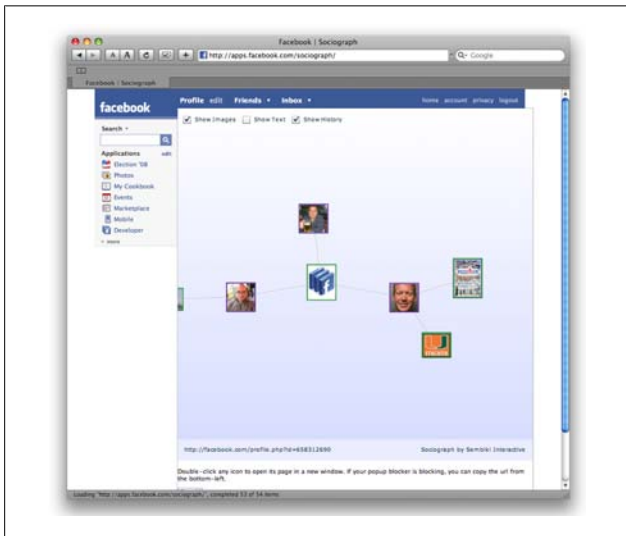 Facebook | Sociograph
A A C + http://apps.facebook.com/sociograph/ Q- Google
Facebook | Sociograph
facebook Profile edit Friends Inbox home account privacy logout
Show Images Show Text Show History
Search
Applications edit
Election '08
Photos
My Cookbook
Events
Marketplace
Mobile
Developer
more
http://facebook.com/profile.php?id=658312690 Sociograph by Sembiki Interactive
Double-click any icon to open its page in a new window. If your popup blocker is blocking, you can copy the url from
the bottom-left.
Loading "http://apps.facebook.com/sociograph/", completed 53 of 54 items